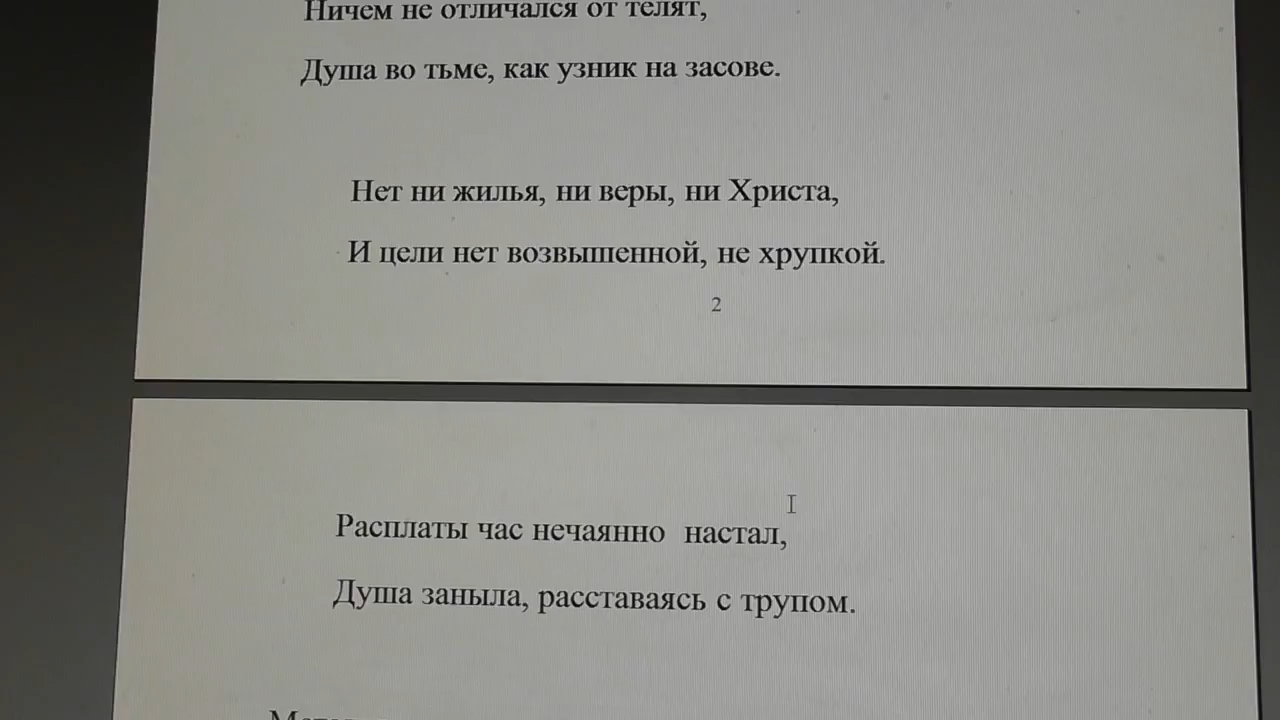 Ничем не отличался от телят,
Душа во тьме, как узник на засове.
Нет ни жилья, ни веры, ни Христа,
И цели нет возвышенной, не хрупкой.
2
Расплаты час нечаянно настал,
Душа заныла, расставаясь с трупом.